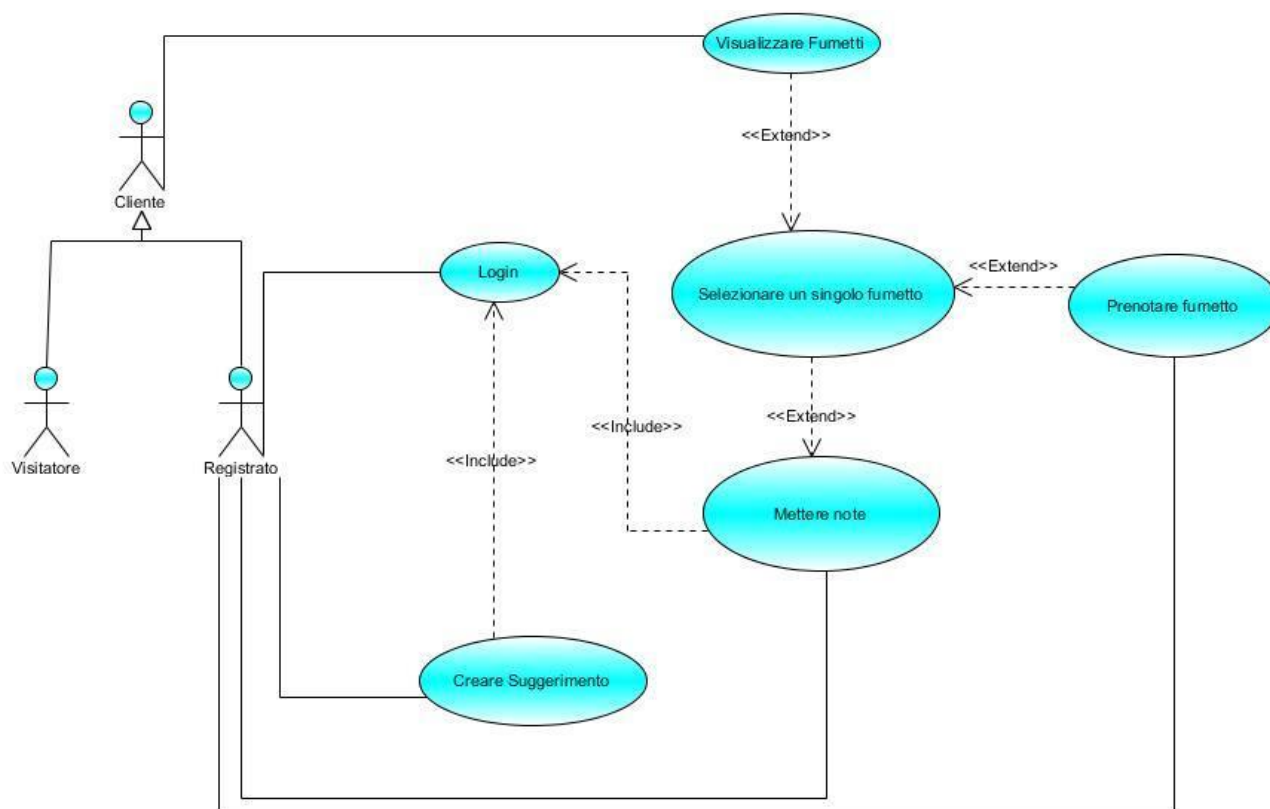 Visualizzare Fumetti
<<Extend>>
Cliente
Login
Selezionare un singolo fumetto
<<Extend>>
Prenotare fumetto
<<Extend>>
<<Include>>
<<Include>>
Visitatore
Registrato
Mettere note
Creare Suggerimento